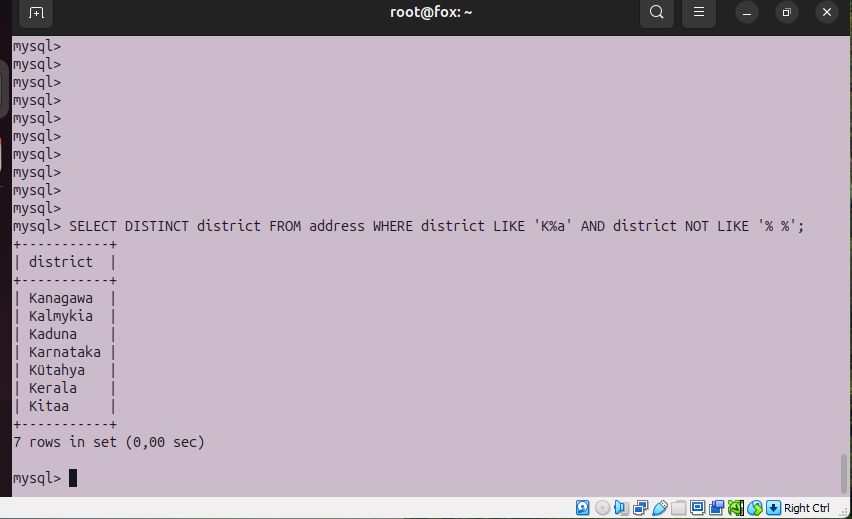 root@fox: ~
mysql>
mysql>
mysql>
mysql>
mysql>
mysql>
mysql>
mysql>
mysql>
mysql>
mysql> SELECT DISTINCT district FROM address WHERE district LIKE 'K%a' AND district NOT LIKE '% %';
+-----------+
| district  |
+-----------+
| Kanagawa  |
| Kalmykia  |
| Kaduna    |
| Karnataka |
| Kütahya   |
| Kerala    |
| Kitaa     |
+-----------+
7 rows in set (0,00 sec)
mysql>
Right Ctrl